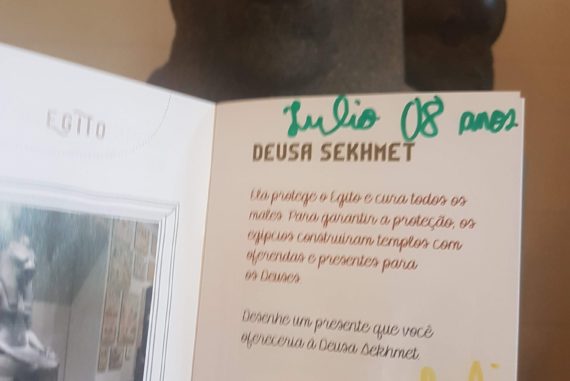 EGITO
Julio 08 anos
DEUSA SEKHMET
Ela protege o Egito e cura todos os
males. Para garantir a proteção, os
egípcios construíram templos com
oferendas e presentes para
os Deuses
Desenhe um presente que você
ofereceria à Deusa Sekhmet